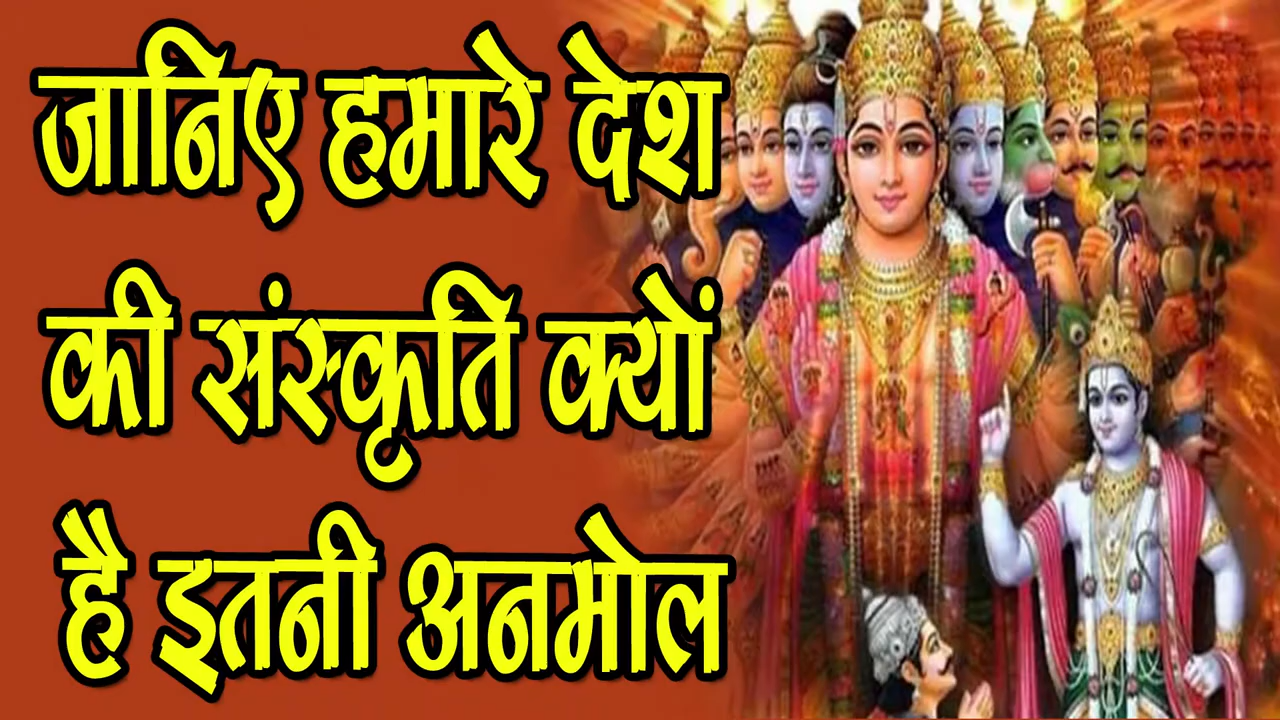 जानिए हमारे देश
की संस्कृति क्यों
है इतनी अनमोल